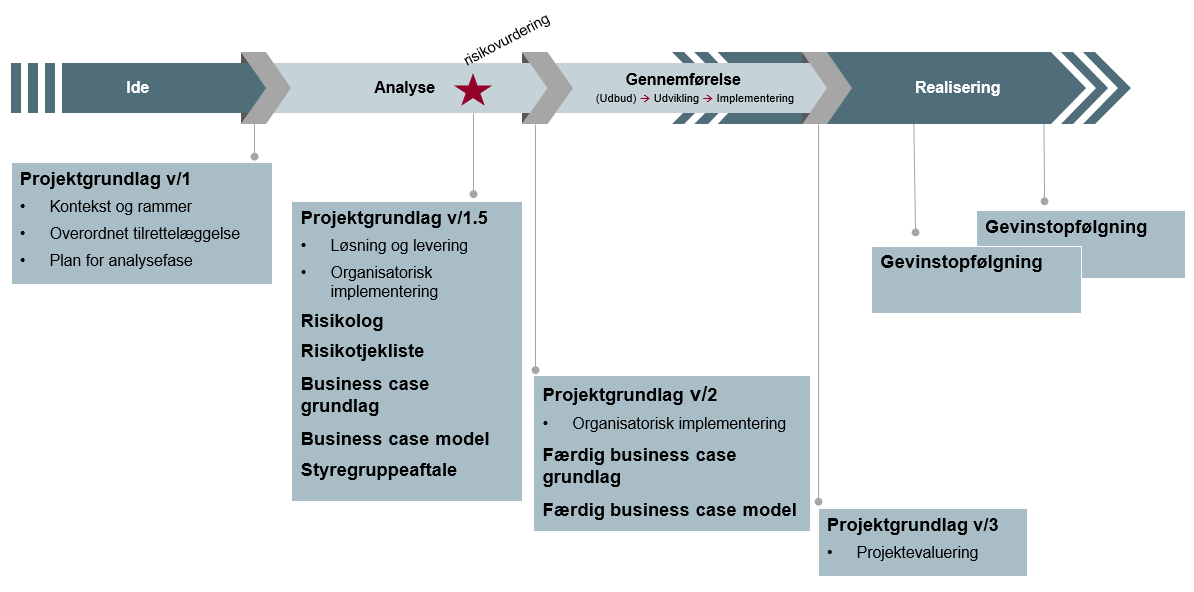 risikovurdering
Ide
Analyse
Gennemførelse
(Udbud) → Udvikling → Implementering
Realisering
Projektgrundlag v/1
• Kontekst og rammer
• Overordnet tilrettelæggelse
• Plan for analysefase
Projektgrundlag v/1.5
• Løsning og levering
• Organisatorisk
implementering
Risikolog
Risikotjekliste
Business case
grundlag
Business case model
Styregruppeaftale
Projektgrundlag v/2
• Organisatorisk implementering
Færdig business case
grundlag
Færdig business case model
Projektgrundlag v/3
• Projektevaluering
Gevinstopfølgning
Gevinstopfølgning